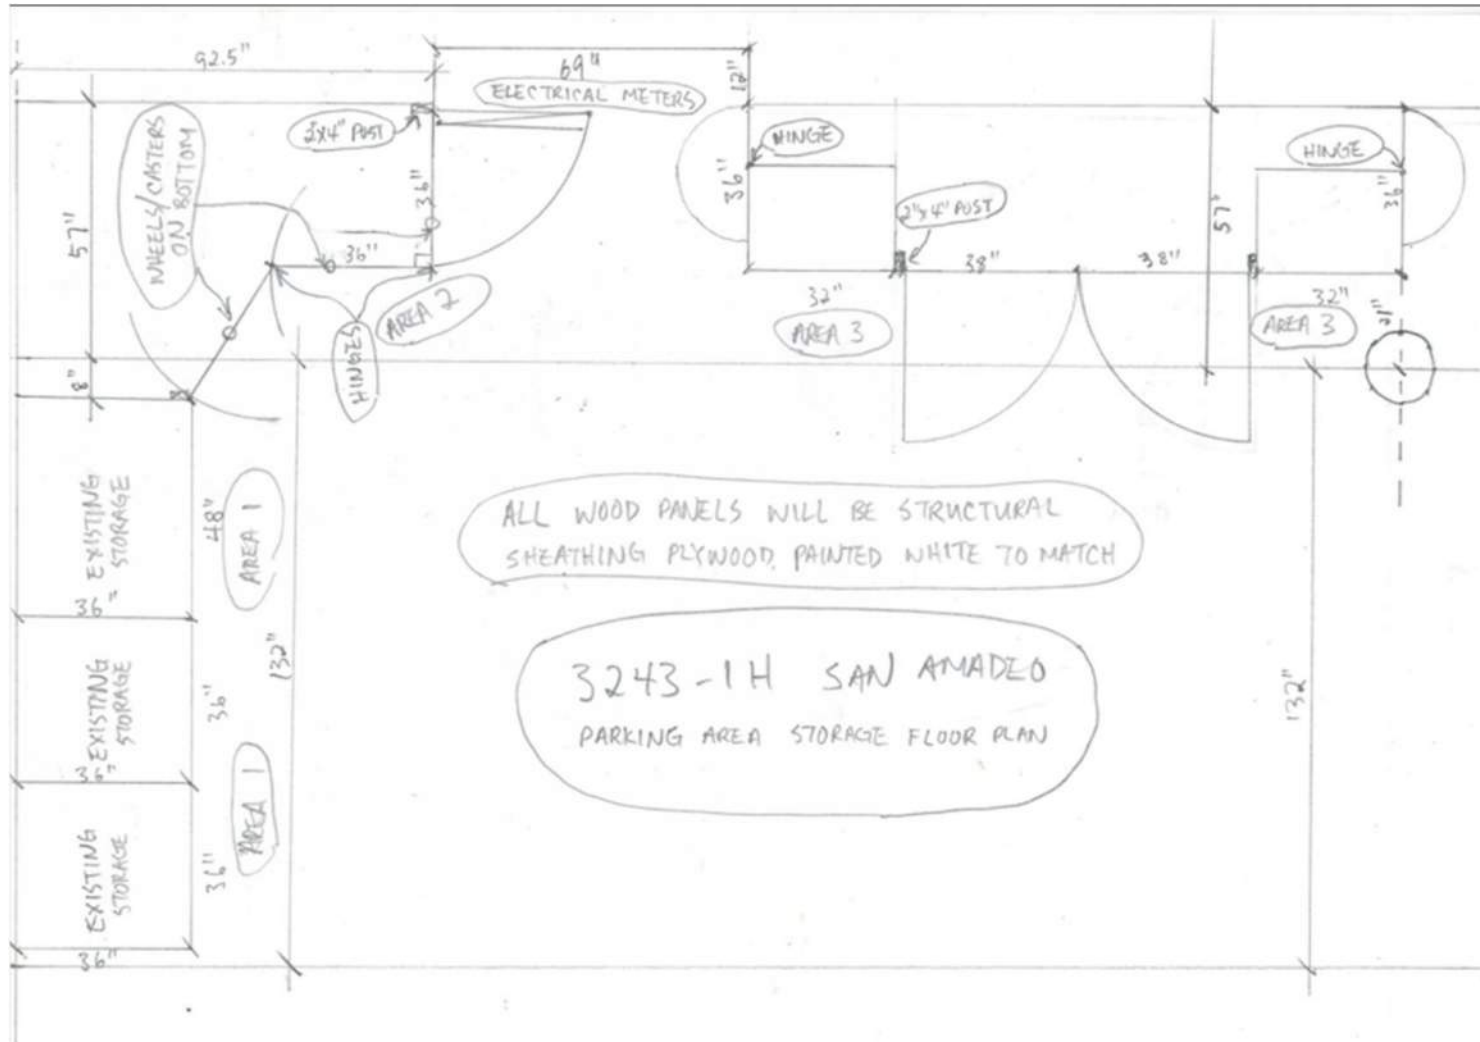 92.5"
69"
ELECTRICAL METERS
12"
2X4" POST
HINGE
HINGE
WHEELS/CASTERS
ON BOTTOM
57"
36"
36"
36"
36"
57"
2"x4" POST
36"
38"
38"
32"
AREA 3
32"
AREA 3
AREA 2
HINGES
8"
EXISTING
STORAGE
48"
AREA 1
36"
ALL WOOD PANELS WILL BE STRUCTURAL
SHEATHING PLYWOOD, PAINTED WHITE TO MATCH
132"
132"
3243-1H SAN AMADEO
PARKING AREA STORAGE FLOOR PLAN
EXISTING
STORAGE
36"
36"
EXISTING
STORAGE
36"
AREA 1
36"